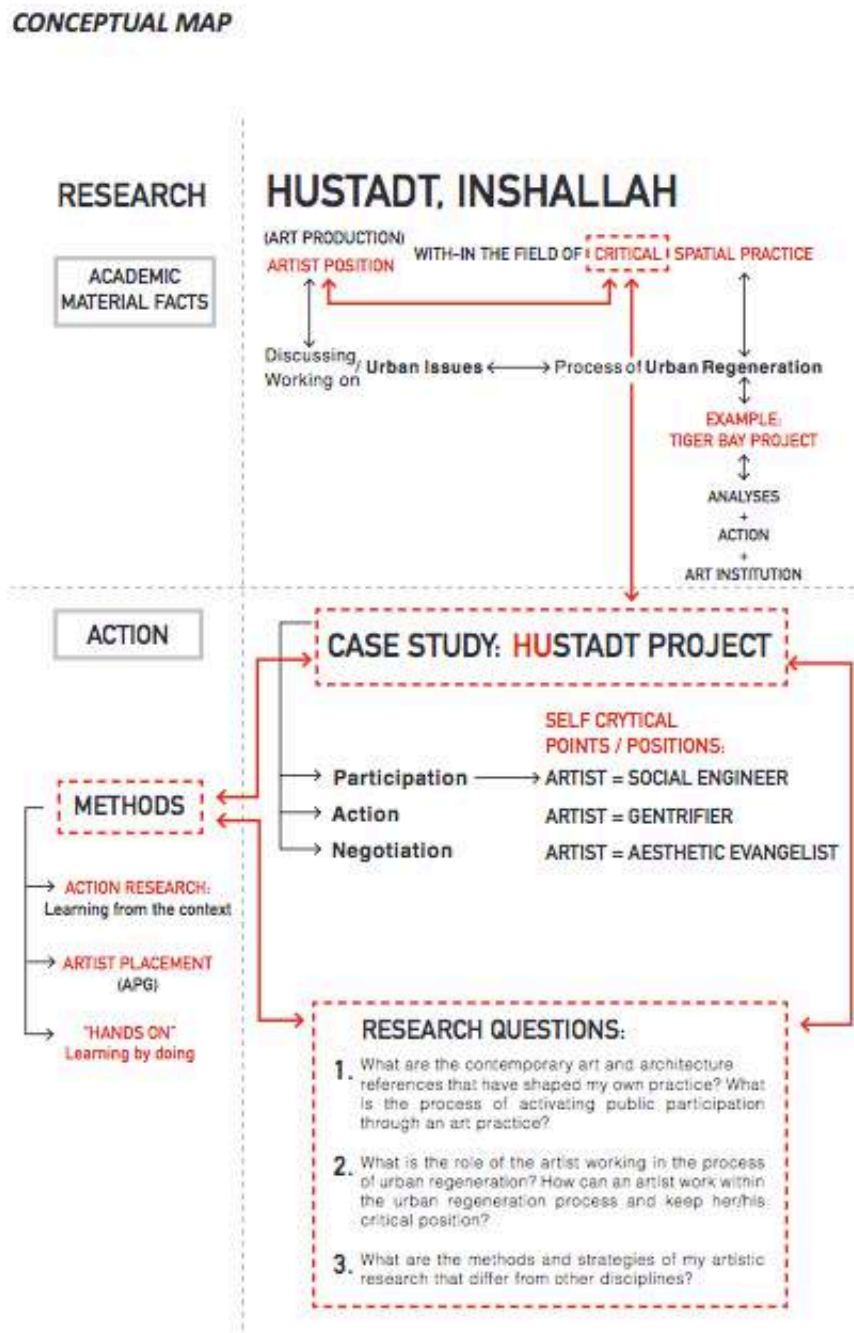 CONCEPTUAL MAP
RESEARCH
HUSTADT, INSHALLAH
ACADEMIC
MATERIAL FACTS
(ART PRODUCTION)
ARTIST POSITION
WITH-IN THE FIELD OF CRITICAL SPATIAL PRACTICE
Discussing
Working on
/ Urban Issues
Process of Urban Regeneration
EXAMPLE:
TIGER BAY PROJECT
ANALYSES
+
ACTION
+
ART INSTITUTION
ACTION
CASE STUDY: HUSTADT PROJECT
SELF CRYTICAL
POINTS / POSITIONS:
Participation
ARTIST = SOCIAL ENGINEER
Action
ARTIST = GENTRIFIER
Negotiation
ARTIST = AESTHETIC EVANGELIST
METHODS
ACTION RESEARCH:
Learning from the context
ARTIST PLACEMENT
(APG)
"HANDS ON"
Learning by doing
RESEARCH QUESTIONS:
1. What are the contemporary art and architecture
references that have shaped my own practice? What
is the process of activating public participation
through an art practice?
2. What is the role of the artist working in the process
of urban regeneration? How can an artist work within
the urban regeneration process and keep her/his
critical position?
3. What are the methods and strategies of my artistic
research that differ from other disciplines?